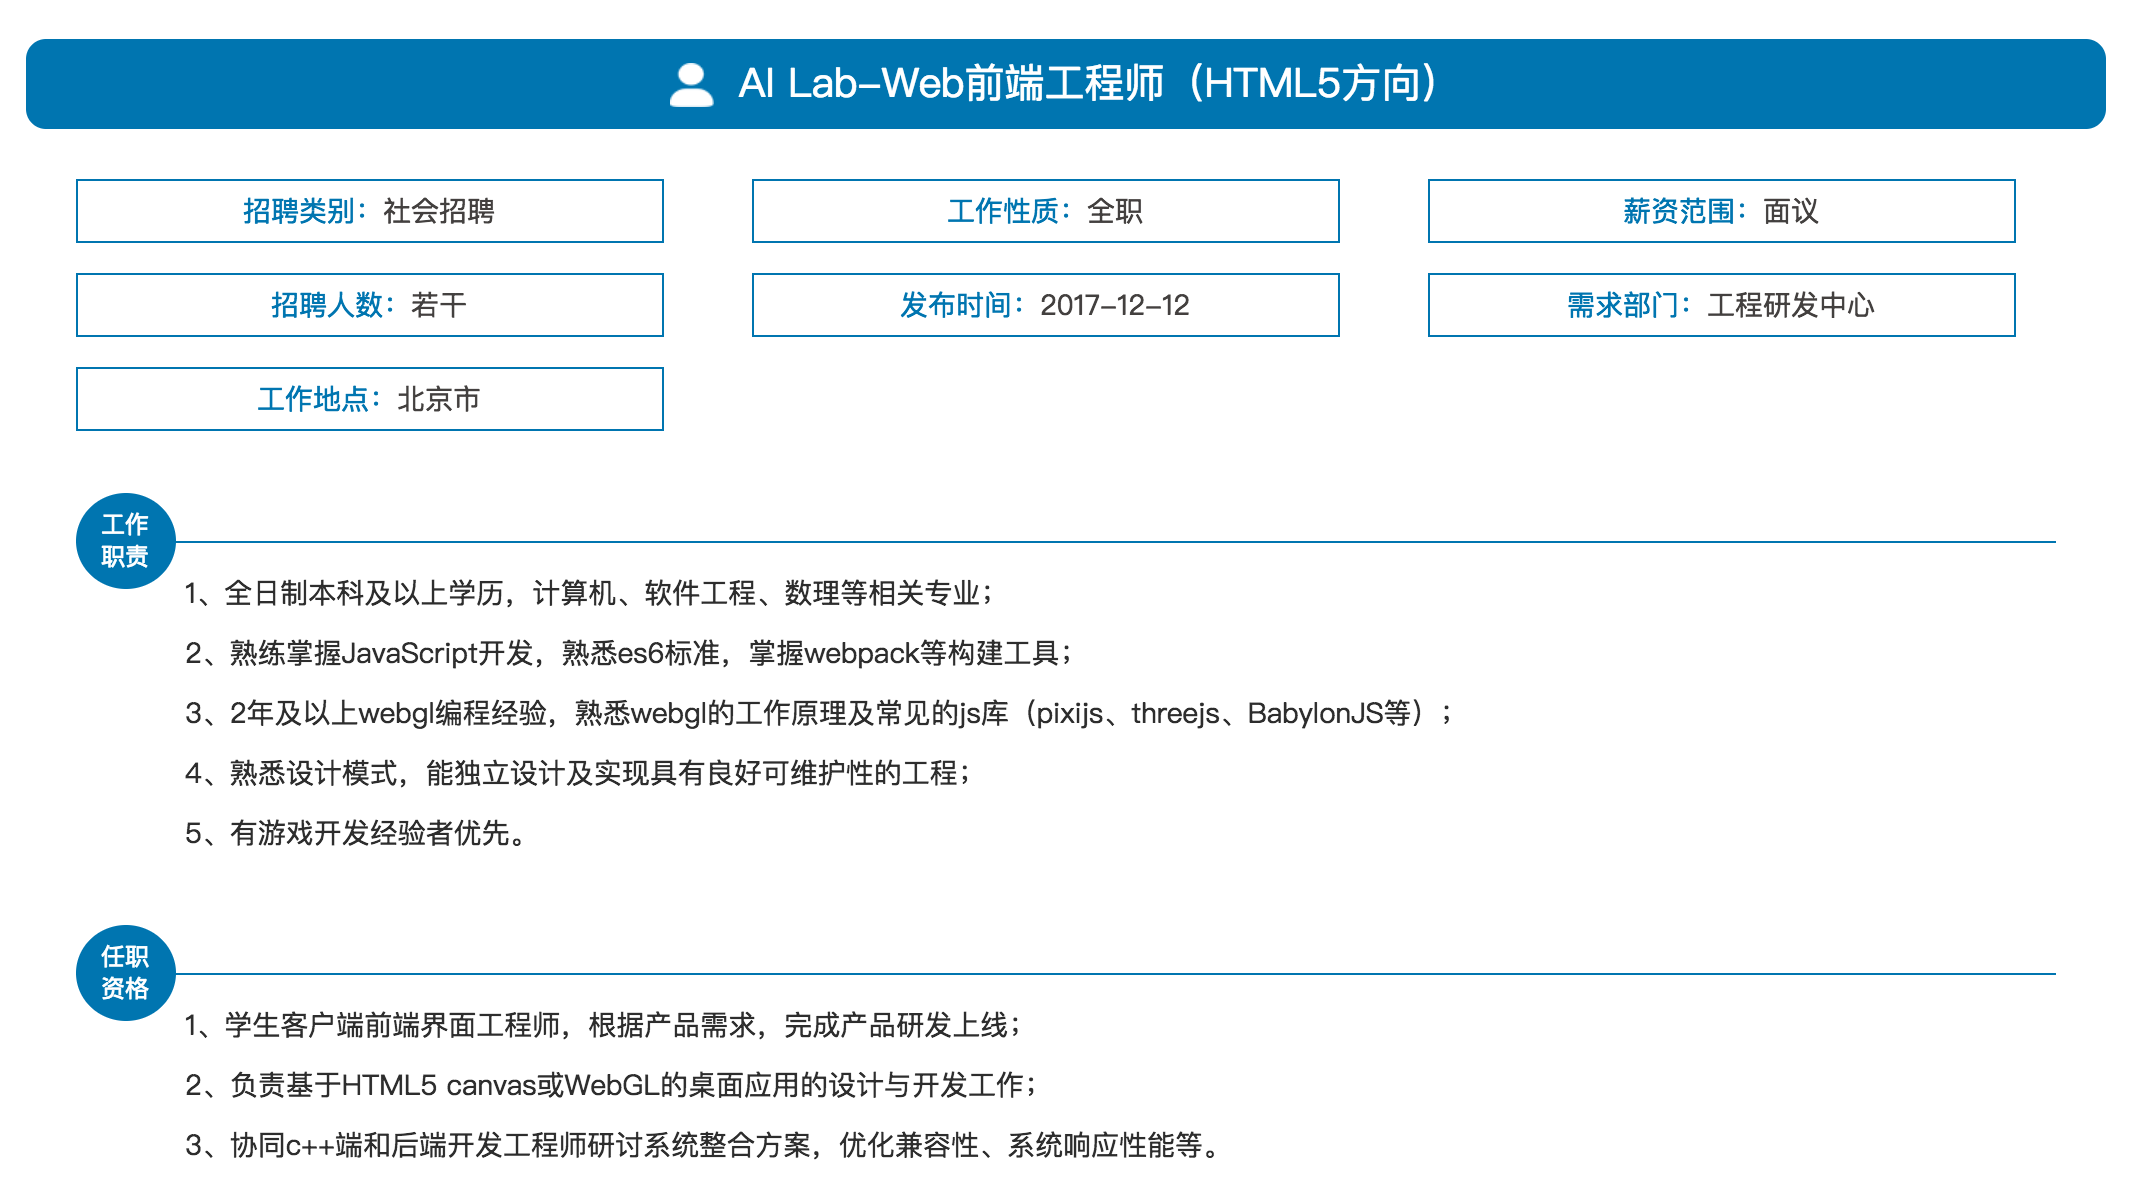 AI Lab-Web前端工程师（HTML5方向）
招聘类别：社会招聘
工作性质：全职
薪资范围：面议
招聘人数：若干
发布时间：2017-12-12
需求部门：工程研发中心
工作地点：北京市
工作
职责
1、全日制本科及以上学历，计算机、软件工程、数理等相关专业；
2、熟练掌握JavaScript开发，熟悉es6标准，掌握webpack等构建工具；
3、2年及以上webgl编程经验，熟悉webgl的工作原理及常见的js库（pixijs、threejs、BabylonJS等）；
4、熟悉设计模式，能独立设计及实现具有良好可维护性的工程；
5、有游戏开发经验者优先。
任职
资格
1、学生客户端前端界面工程师，根据产品需求，完成产品研发上线；
2、负责基于HTML5 canvas或WebGL的桌面应用的设计与开发工作；
3、协同c++端和后端开发工程师研讨系统整合方案，优化兼容性、系统响应性能等。